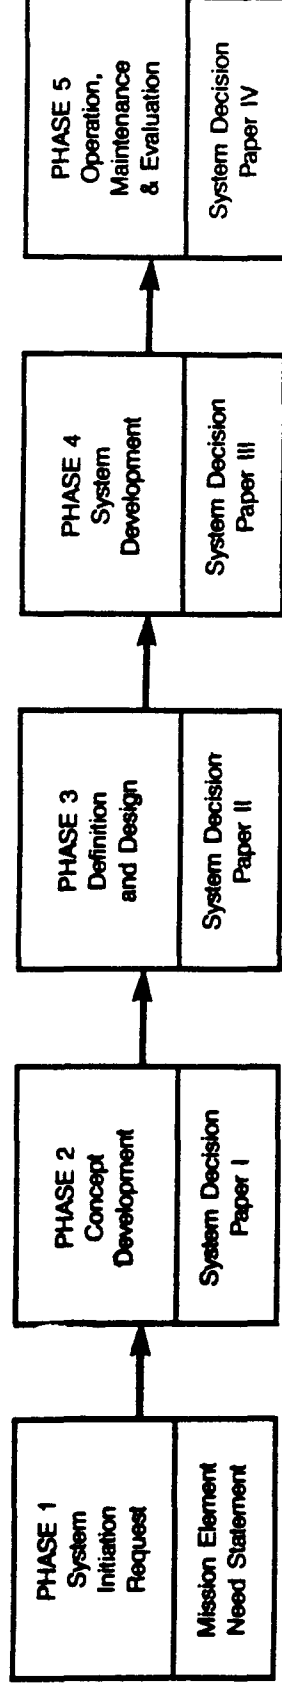 PHASE 1
System
Initiation
Request
Mission Element
Need Statement
PHASE 2
Concept
Development
System Decision
Paper I
PHASE 3
Definition
and Design
System Decision
Paper II
PHASE 4
System
Development
System Decision
Paper III
PHASE 5
Operation,
Maintenance
& Evaluation
System Decision
Paper IV